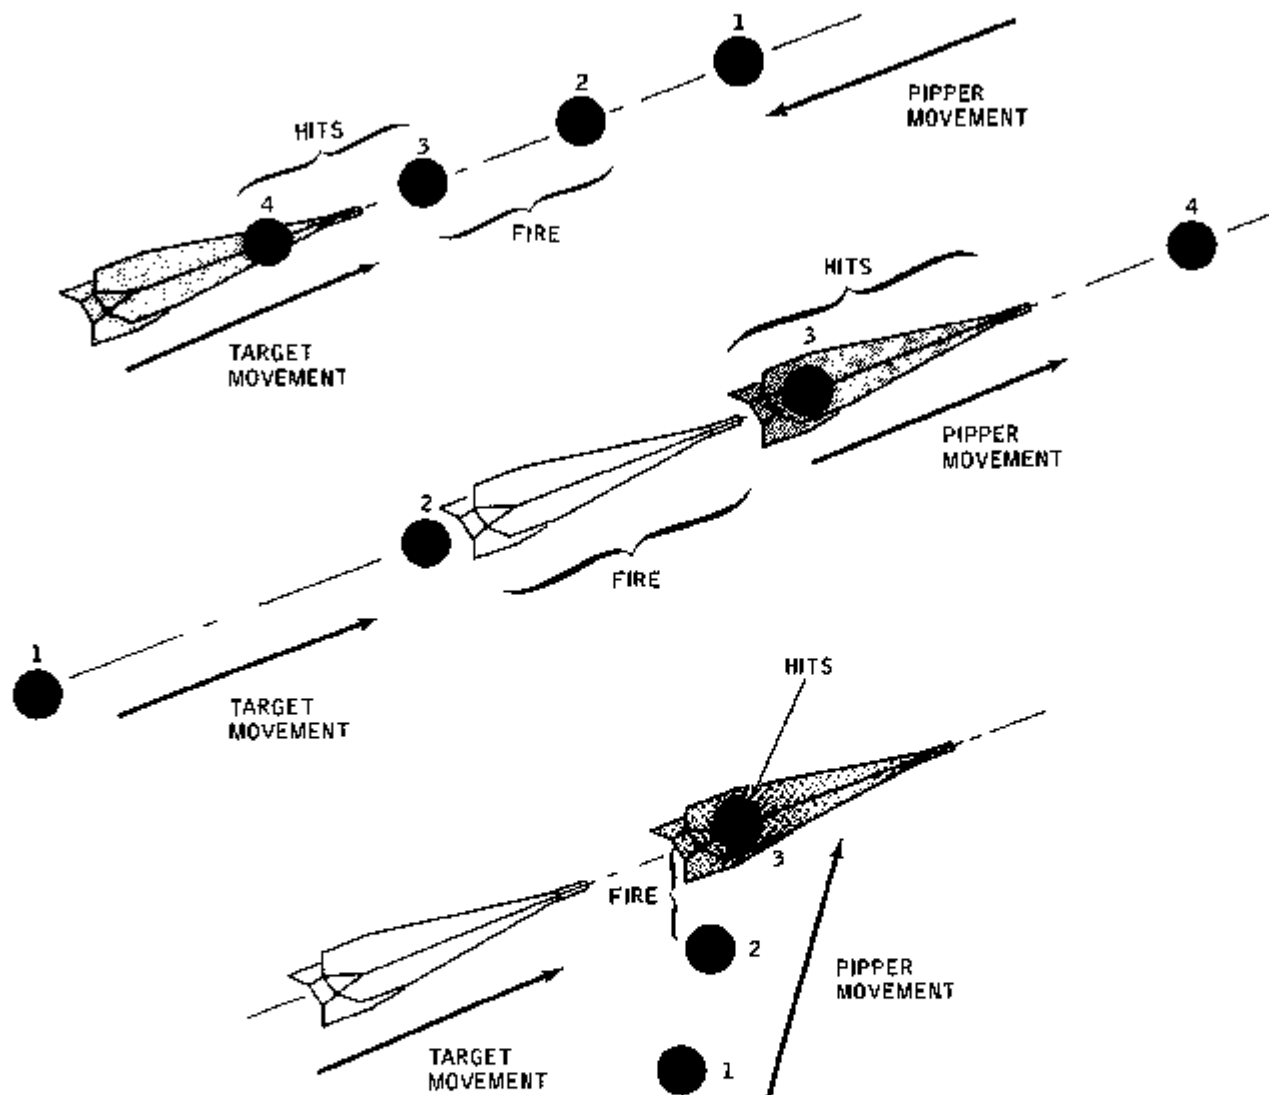 1
2
PIPPER
MOVEMENT
HITS
3
4
FIRE
TARGET
MOVEMENT
4
HITS
3
PIPPER
MOVEMENT
2
FIRE
1
TARGET
MOVEMENT
HITS
3
FIRE
2
PIPPER
MOVEMENT
TARGET
MOVEMENT
1